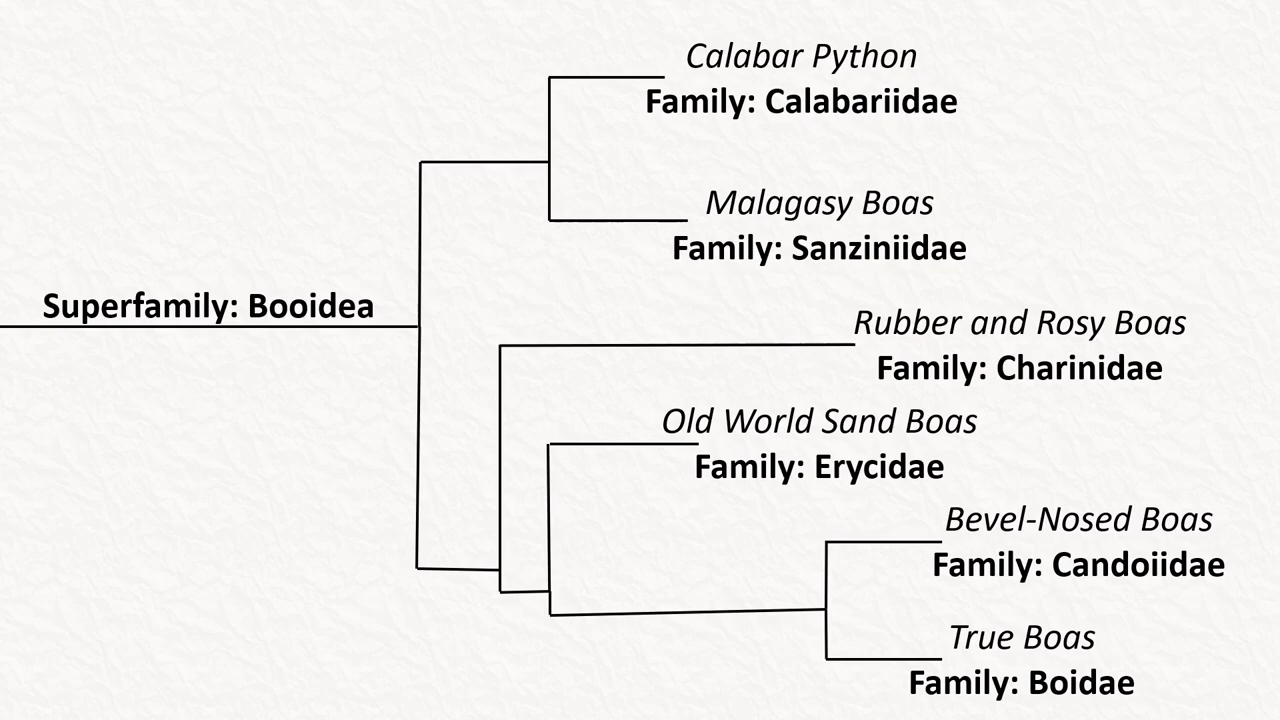 Calabar Python
Family: Calabariidae
Malagasy Boas
Family: Sanziniidae
Superfamily: Booidea
Rubber and Rosy Boas
Family: Charinidae
Old World Sand Boas
Family: Erycidae
Bevel-Nosed Boas
Family: Candoiidae
True Boas
Family: Boidae